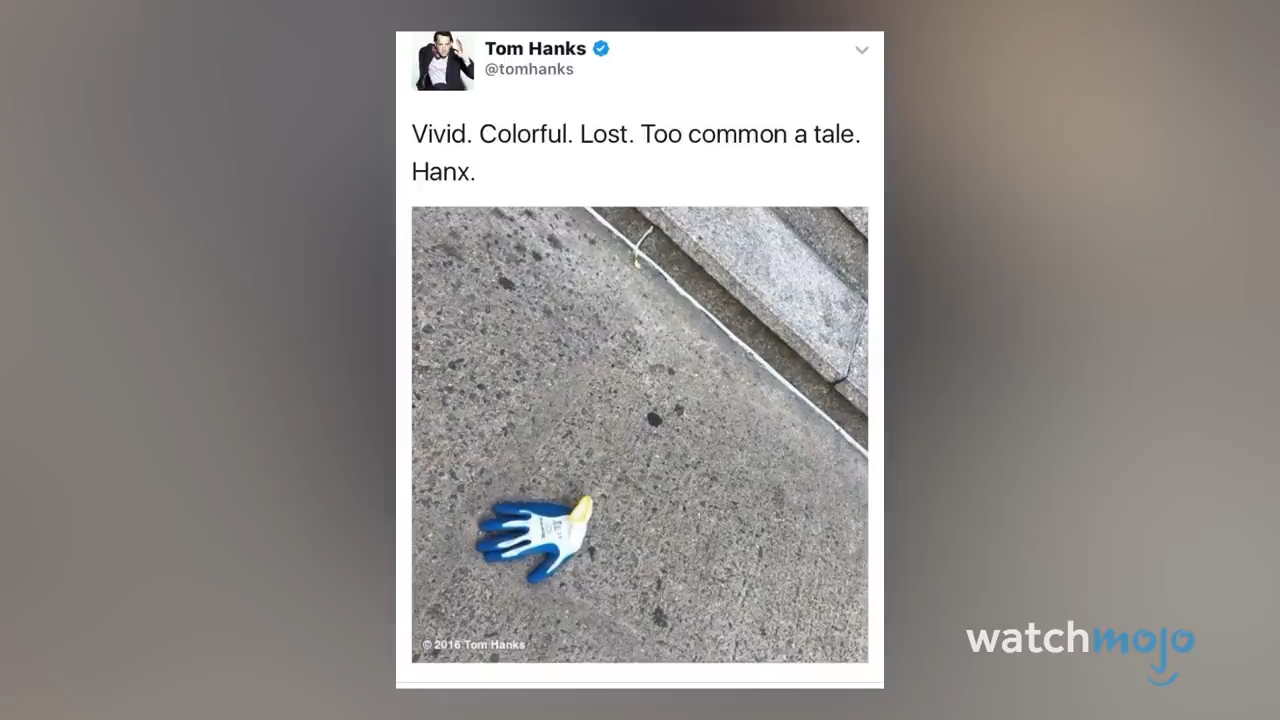 Tom Hanks
@tomhanks
Vivid. Colorful. Lost. Too common a tale.
Hanx.
© 2016 Tom Hanks
watchmojo